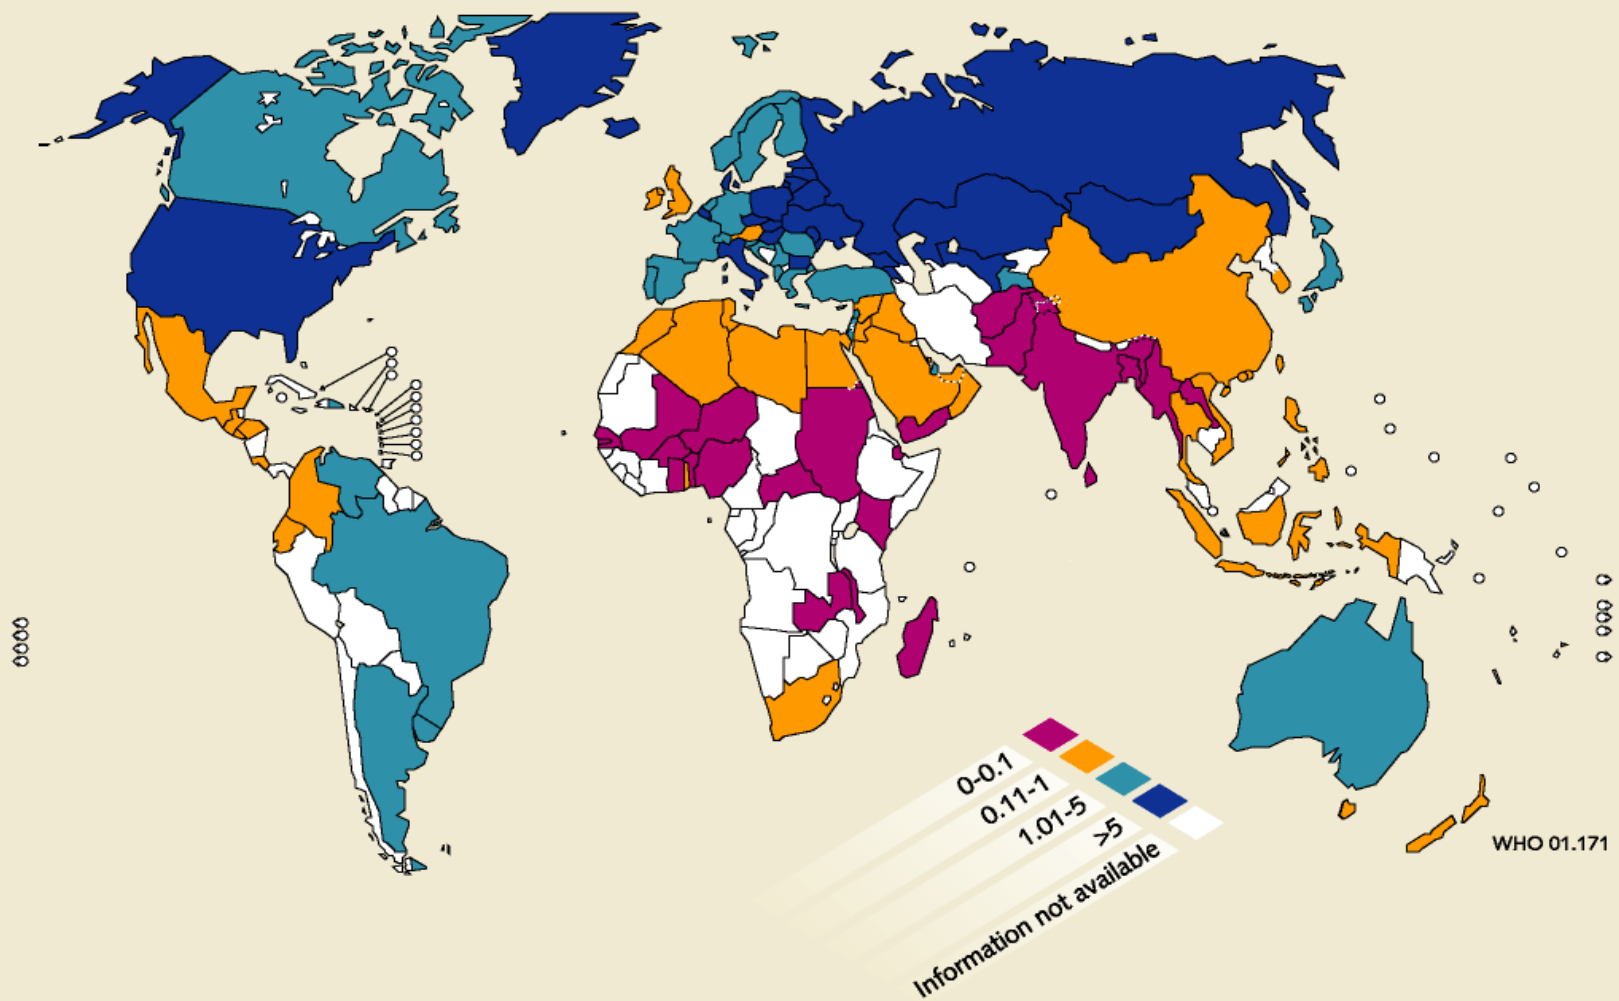 0-0.1
0.11-1
1.01-5
>5
Information not available
WHO 01.171